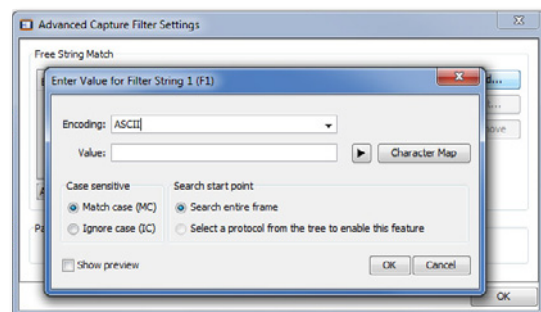 Advanced Capture Filter Settings
Free String Match
Enter Value for Filter String 1 (F1)
Encoding: ASCII
Value:
Character Map
Case sensitive
Search start point
Match case (MC)
Search entire frame
Ignore case (IC)
Select a protocol from the tree to enable this feature
Show preview
OK
Cancel
OK